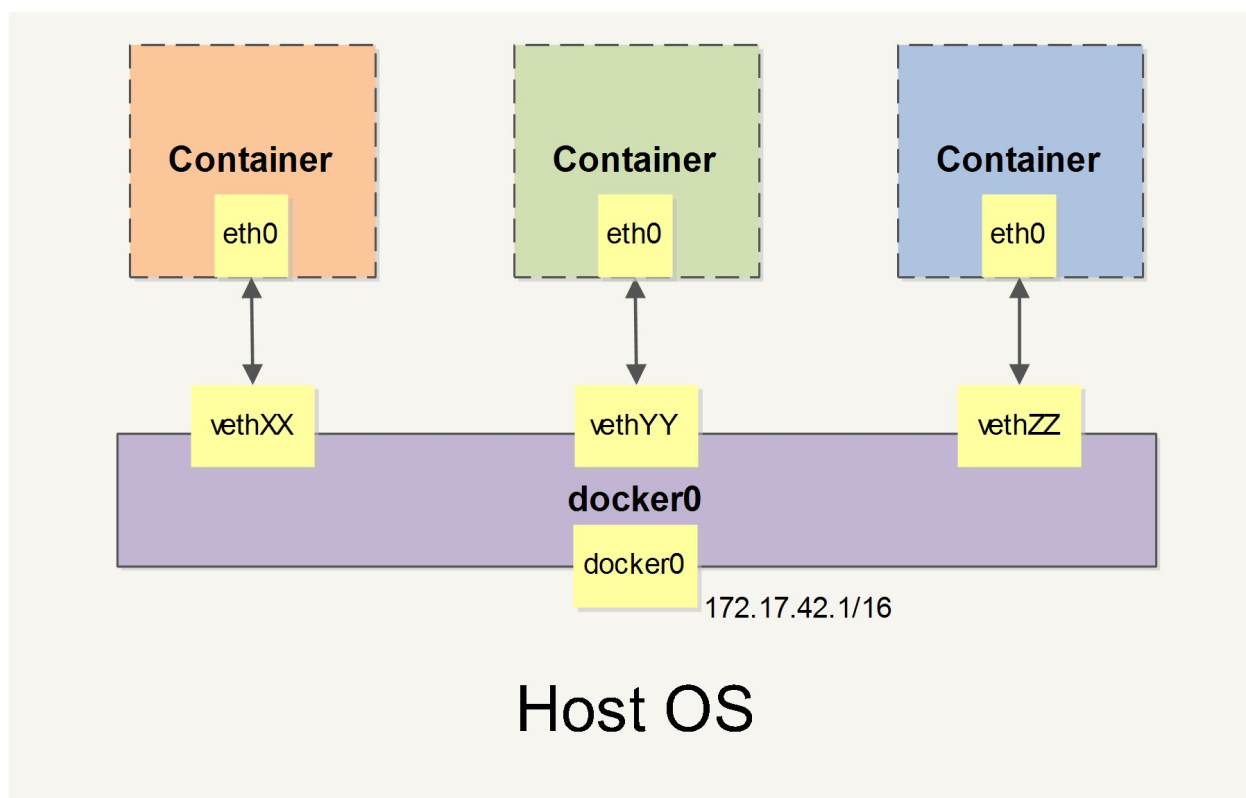 Container
Container
Container
eth0
eth0
eth0
vethXX
vethYY
vethZZ
docker0
docker0
172.17.42.1/16
Host OS